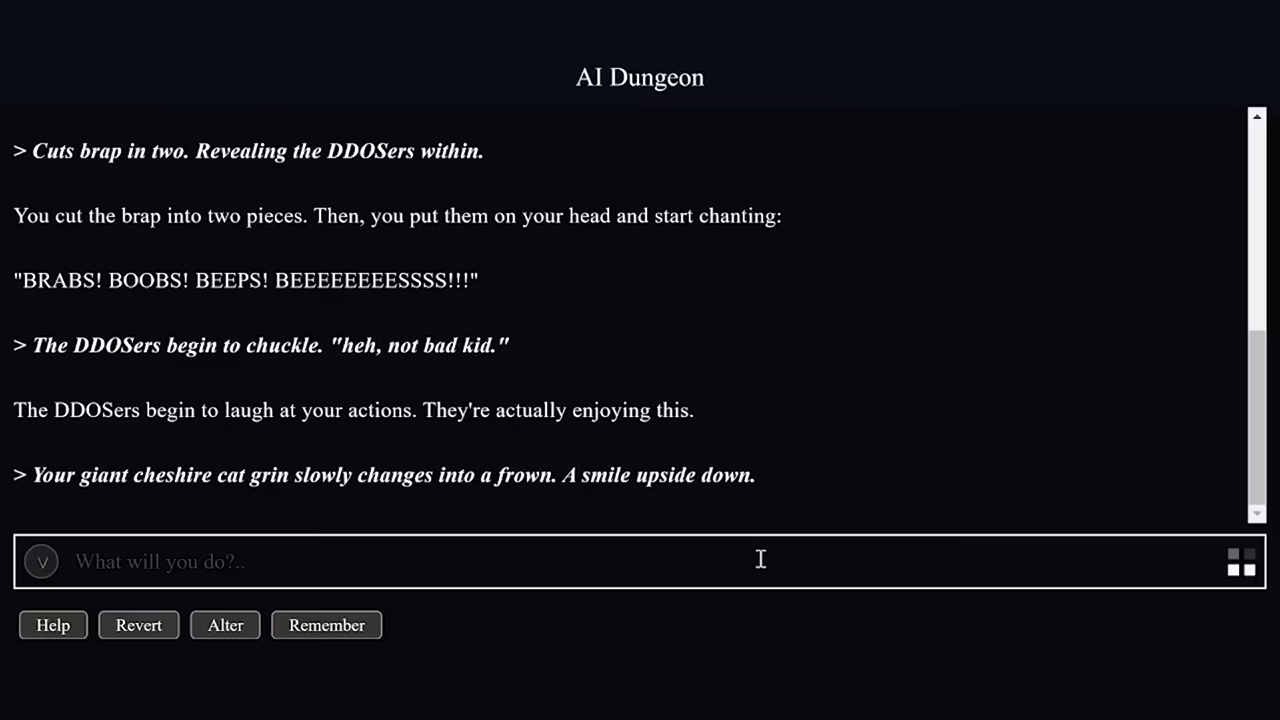 AI Dungeon
> Cuts brap in two. Revealing the DDOSers within.
You cut the brap into two pieces. Then, you put them on your head and start chanting:
"BRABS! BOOBS! BEEPS! BEEEEEEEESSSS!!!"
> The DDOSers begin to chuckle. "heh, not bad kid."
The DDOSers begin to laugh at your actions. They're actually enjoying this.
> Your giant cheshire cat grin slowly changes into a frown. A smile upside down.
V What will you do?..
Help Revert Alter Remember